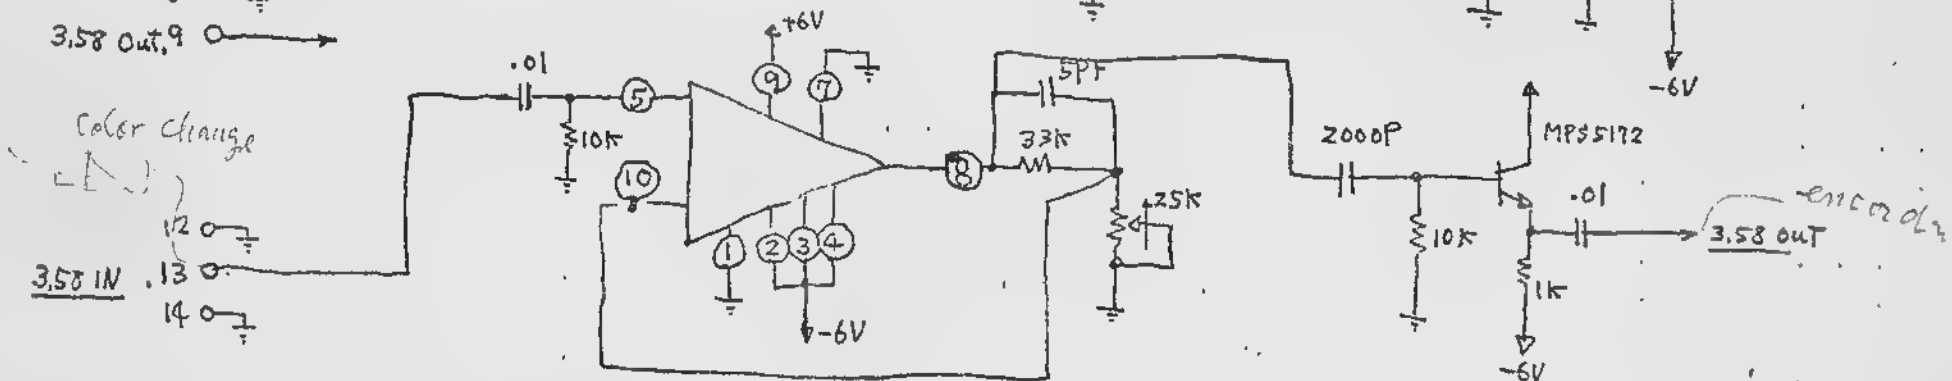 3.58 Out, 9
+6V
-6V
.01
5PF
9
7
5
Color Change
10K
33K
2000P
MPS5172
10
8
25K
.01
12
1
2
3
4
10K
3.58 OUT
3.58 IN .13
1K
14
-6V
-6V